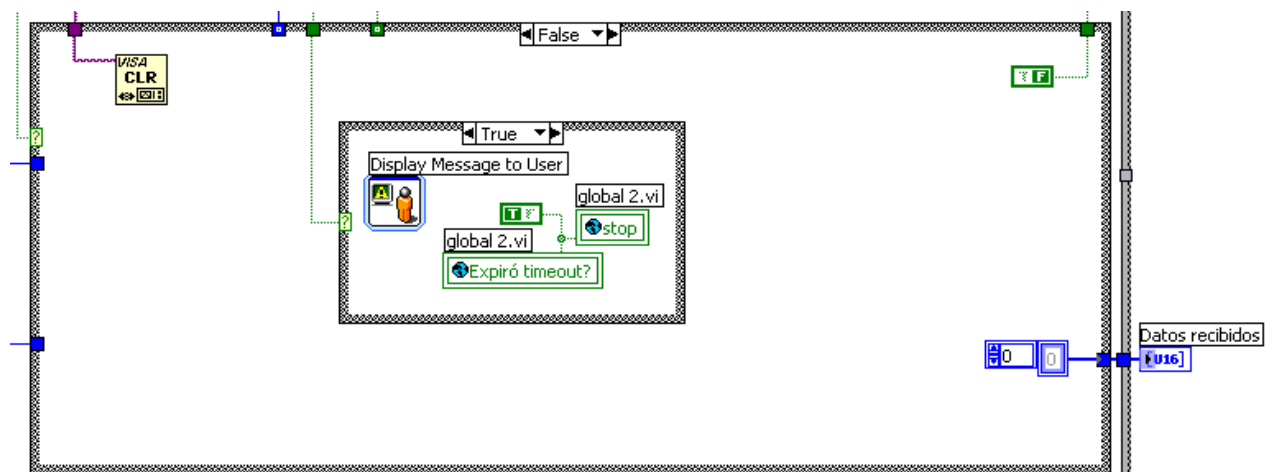 False
VISA
CLR
F
True
Display Message to User
A
T
global 2.vi
stop
global 2.vi
Expiró timeout?
0
0
Datos recibidos
[U16]
?
?